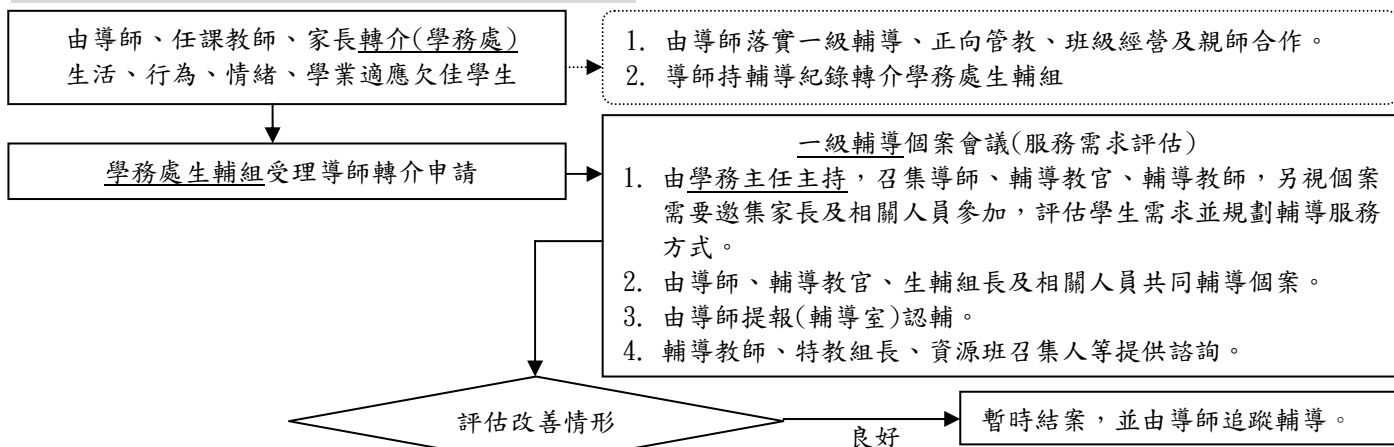 由導師、任課教師、家長轉介(學務處)
生活、行為、情緒、學業適應欠佳學生
1. 由導師落實一級輔導、正向管教、班級經營及親師合作。
2. 導師持輔導紀錄轉介學務處生輔組
學務處生輔組受理導師轉介申請
一級輔導個案會議(服務需求評估)
1. 由學務主任主持，召集導師、輔導教官、輔導教師，另視個案
需要邀集家長及相關人員參加，評估學生需求並規劃輔導服務
方式。
2. 由導師、輔導教官、生輔組長及相關人員共同輔導個案。
3. 由導師提報(輔導室)認輔。
4. 輔導教師、特教組長、資源班召集人等提供諮詢。
評估改善情形
良好
暫時結案，並由導師追蹤輔導。